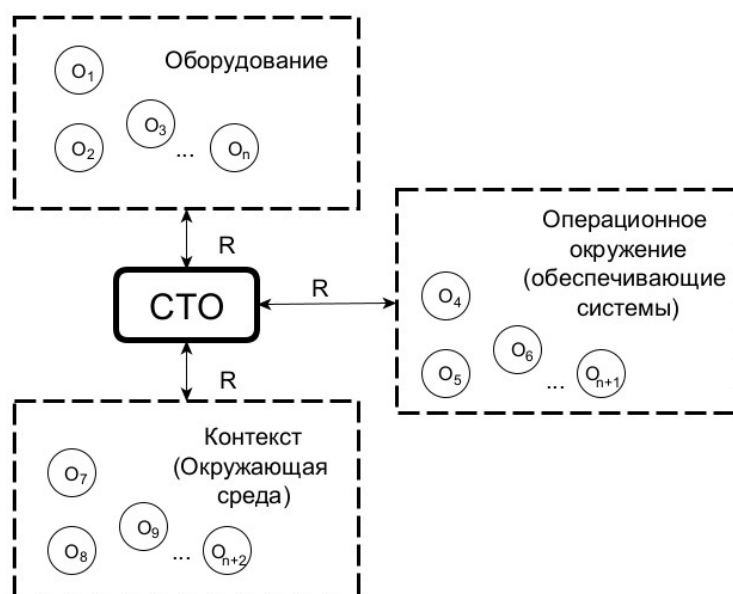 Оборудование
O1
O3
O2
...
On
R
СТО
R
Операционное
окружение
(обеспечивающие
системы)
O4
O6
O5
...
On+1
R
Контекст
(Окружающая
среда)
O7
O9
O8
...
On+2